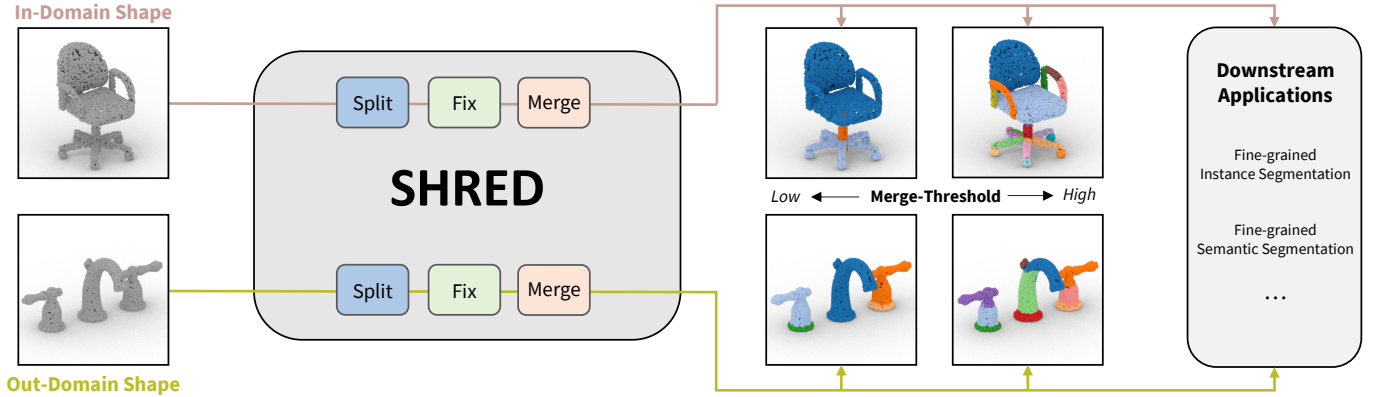 In-Domain Shape
Split
Fix
Merge
SHRED
Split
Fix
Merge
Out-Domain Shape
Low
Merge-Threshold
High
Downstream
Applications
Fine-grained
Instance Segmentation
Fine-grained
Semantic Segmentation
...